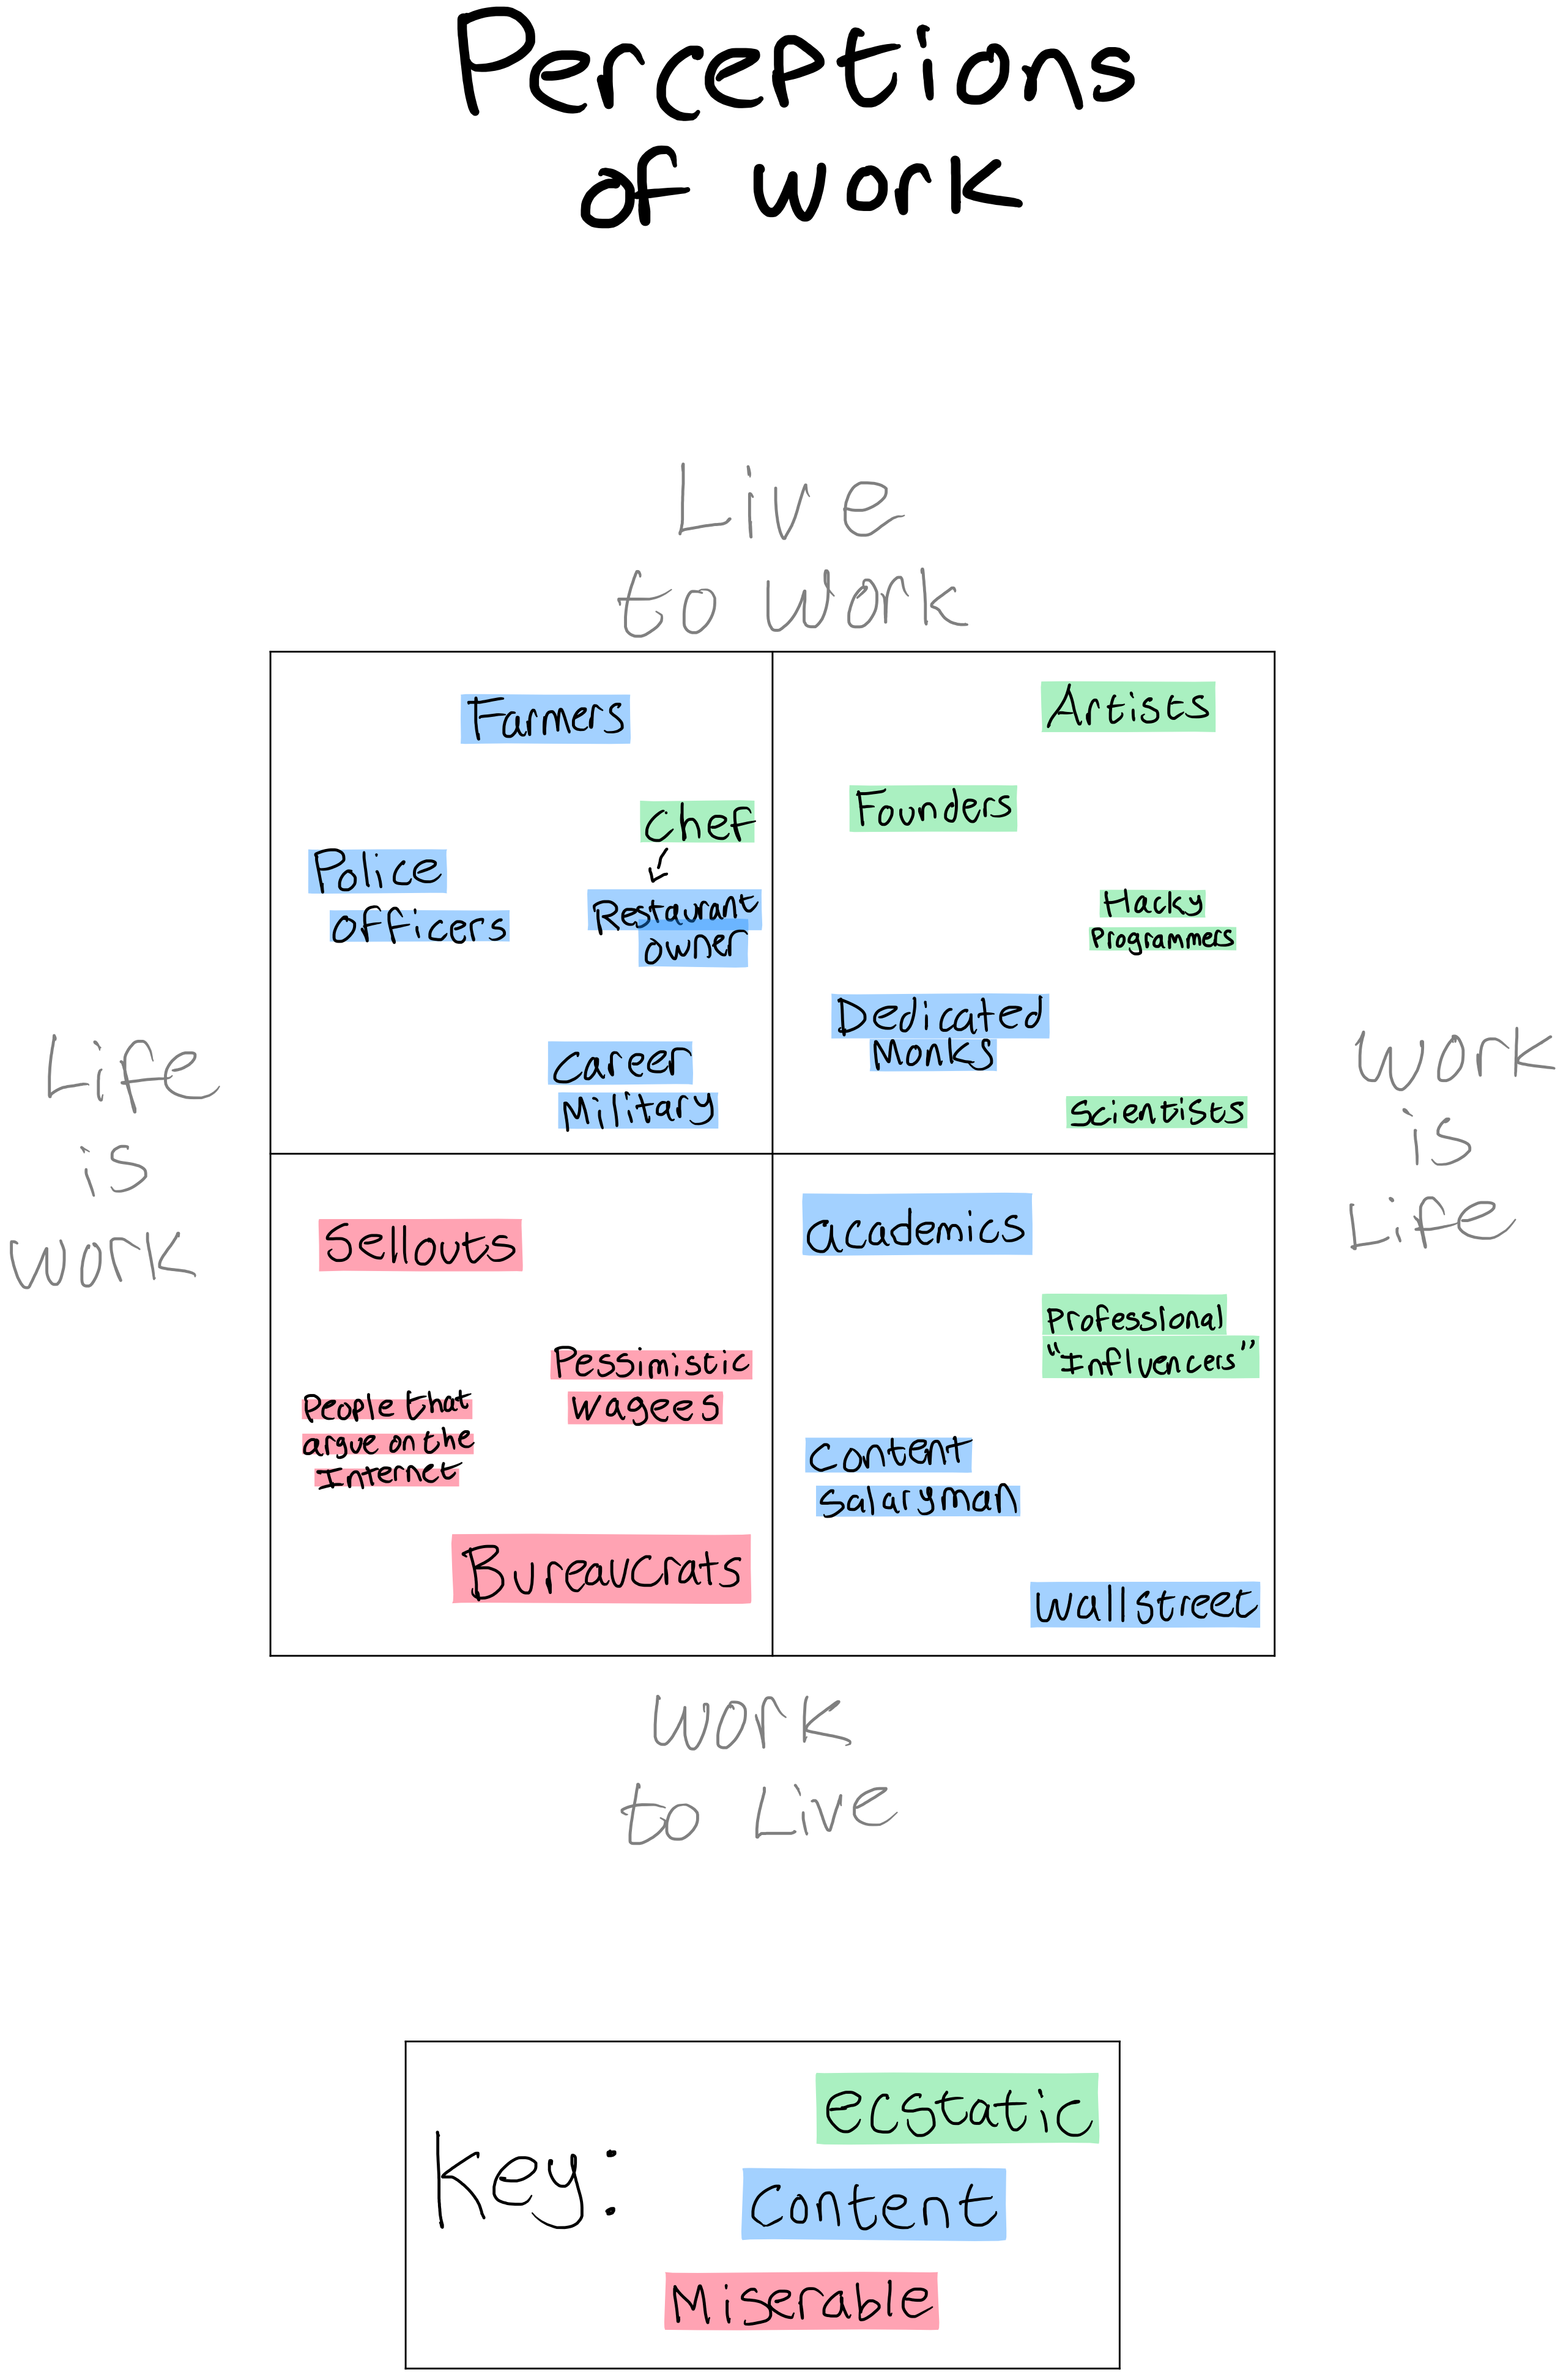 Perceptions
of work
Live
to work
Farmers
Artists
Chef
Founders
Police
officers
Restaurant
owner
Hacky
Programmers
Dedicated
Monks
Career
Military
Scientists
Life
is
work
work
is
Life
Sellouts
academics
Professional
"Influencers"
Pessimistic
wagees
People that
argue on the
Internet
Content
Salaryman
Bureaucrats
wallstreet
work
to Live
Key:
ecstatic
Content
Miserable